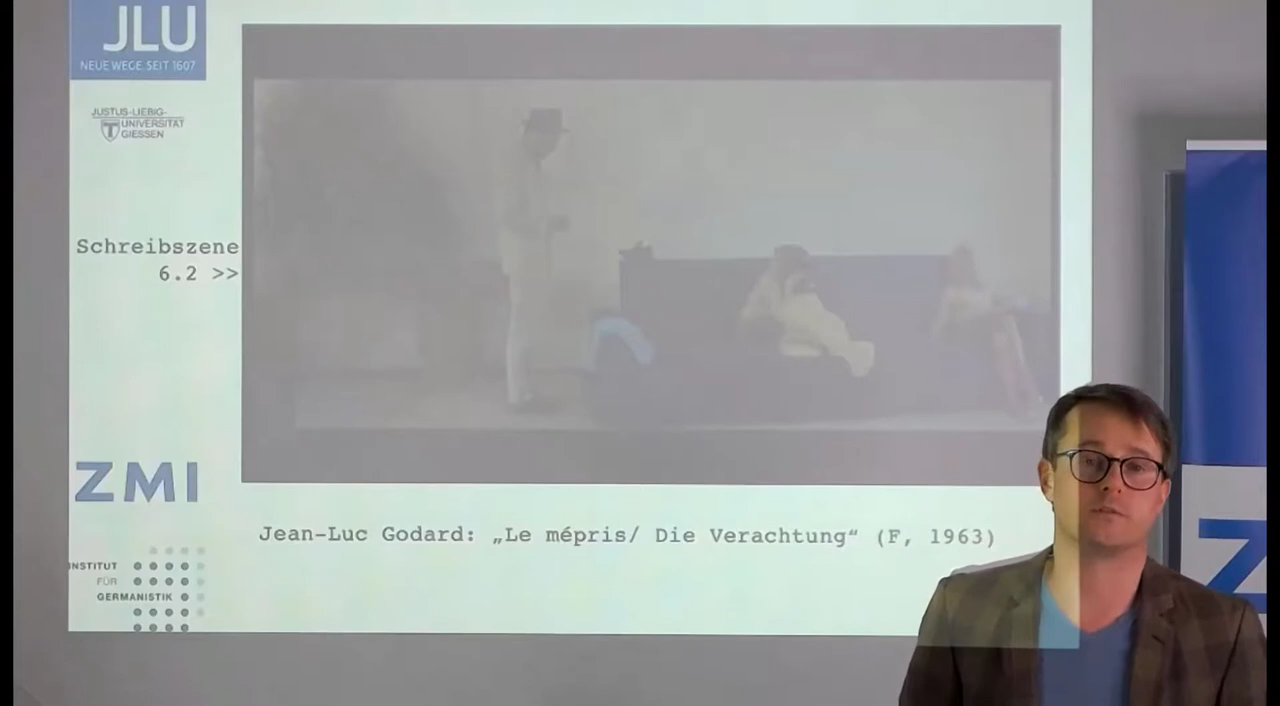 JLU
NEUE WEGE. SEIT 1607
JUSTUS-LIEBIG-
UNIVERSITÄT
GIESSEN
Schreibszene
6.2 >>
ZMI
Jean-Luc Godard: „Le mépris/ Die Verachtung“ (F, 1963)
INSTITUT
FÜR
GERMANISTIK
Z